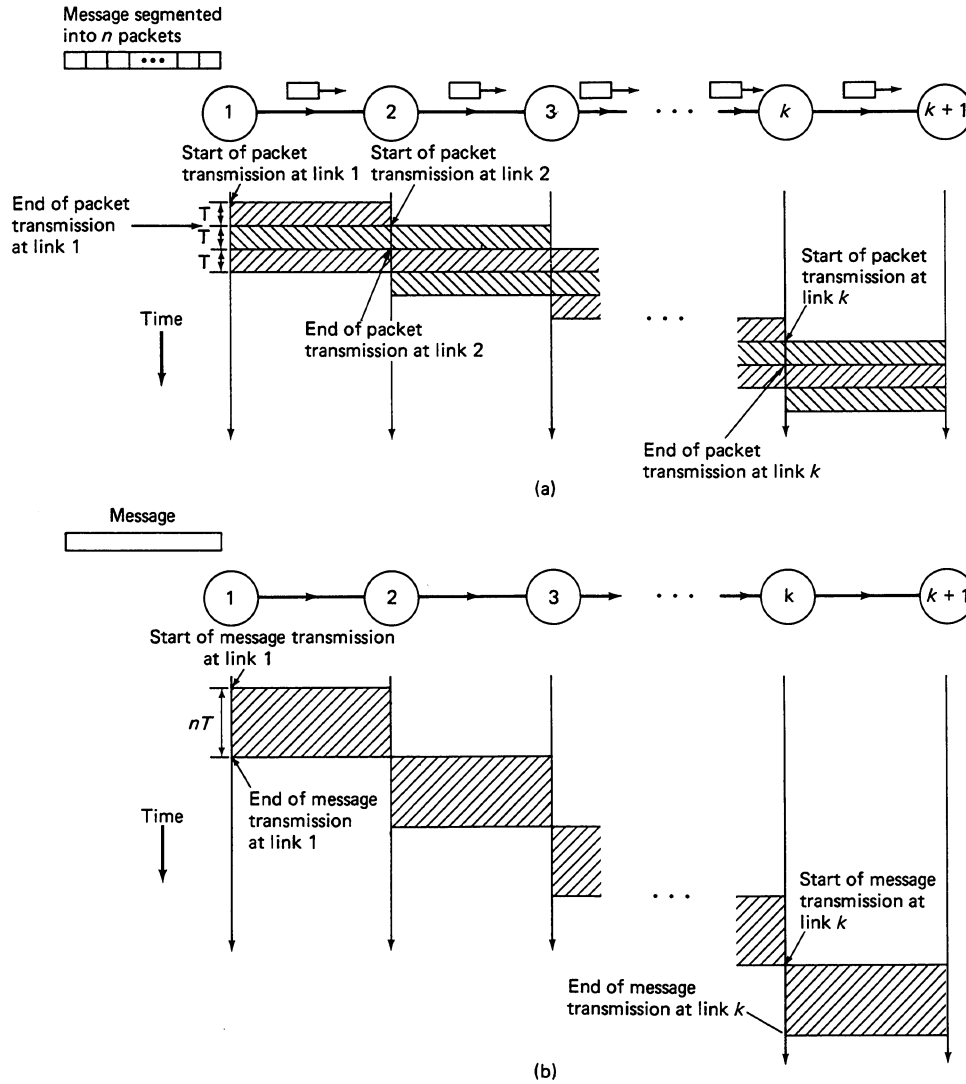 Message segmented
into n packets
• • •
1
2
3
• • •
k
k + 1
Start of packet
transmission at link 1
Start of packet
transmission at link 2
End of packet
transmission
at link 1
T
T
T
Time
End of packet
transmission at link 2
• • •
Start of packet
transmission at
link k
End of packet
transmission at link k
(a)
Message
1
2
3
• • •
k
k + 1
Start of message transmission
at link 1
nT
End of message
transmission
at link 1
Time
• • •
Start of message
transmission at
link k
End of message
transmission at link k
(b)